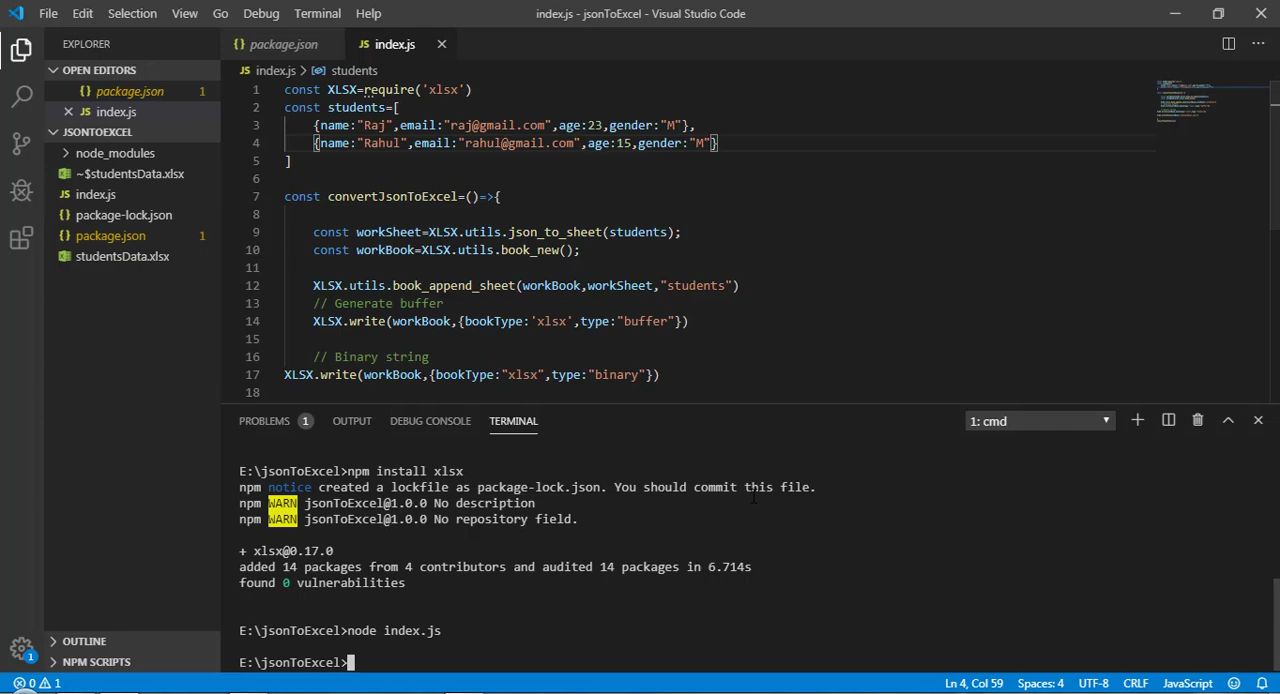 File Edit Selection View Go Debug Terminal Help index.js - jsonToExcel - Visual Studio Code
EXPLORER
OPEN EDITORS
{} package.json 1
JS index.js
JSONTOEXCEL
node_modules
~$studentsData.xlsx
JS index.js
{} package-lock.json
{} package.json 1
studentsData.xlsx
OUTLINE
NPM SCRIPTS
{} package.json JS index.js
JS index.js > students
1 const XLSX=require('xlsx')
2 const students=[
3 {name:"Raj",email:"raj@gmail.com",age:23,gender:"M"},
4 {name:"Rahul",email:"rahul@gmail.com",age:15,gender:"M"}
5 ]
6
7 const convertJsonToExcel=()=>{
8
9 const workSheet=XLSX.utils.json_to_sheet(students);
10 const workBook=XLSX.utils.book_new();
11
12 XLSX.utils.book_append_sheet(workBook,workSheet,"students")
13 // Generate buffer
14 XLSX.write(workBook,{bookType:'xlsx',type:"buffer"})
15
16 // Binary string
17 XLSX.write(workBook,{bookType:"xlsx",type:"binary"})
18
PROBLEMS 1 OUTPUT DEBUG CONSOLE TERMINAL 1: cmd
E:\jsonToExcel>npm install xlsx
npm notice created a lockfile as package-lock.json. You should commit this file.
npm WARN jsonToExcel@1.0.0 No description
npm WARN jsonToExcel@1.0.0 No repository field.
+ xlsx@0.17.0
added 14 packages from 4 contributors and audited 14 packages in 6.714s
found 0 vulnerabilities
E:\jsonToExcel>node index.js
E:\jsonToExcel>
1
0 1 Ln 4, Col 59 Spaces: 4 UTF-8 CRLF JavaScript